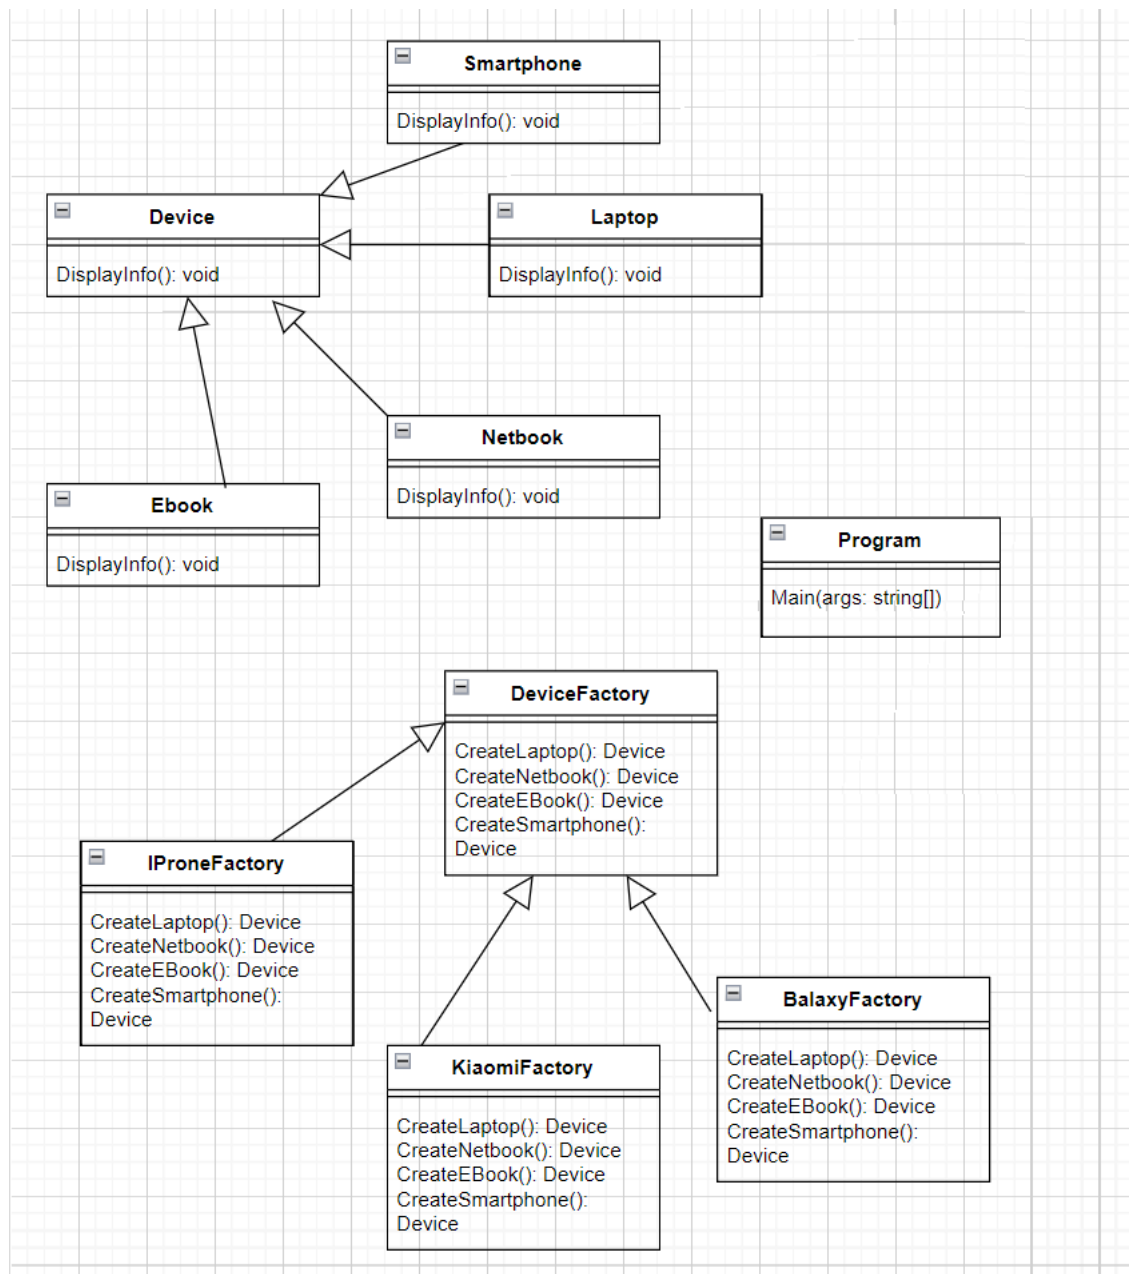 Smartphone
DisplayInfo(): void
Device
DisplayInfo(): void
Laptop
DisplayInfo(): void
Netbook
DisplayInfo(): void
Ebook
DisplayInfo(): void
Program
Main(args: string[])
DeviceFactory
CreateLaptop(): Device
CreateNetbook(): Device
CreateEBook(): Device
CreateSmartphone():
Device
IProneFactory
CreateLaptop(): Device
CreateNetbook(): Device
CreateEBook(): Device
CreateSmartphone():
Device
BalaxyFactory
CreateLaptop(): Device
CreateNetbook(): Device
CreateEBook(): Device
CreateSmartphone():
Device
KiaomiFactory
CreateLaptop(): Device
CreateNetbook(): Device
CreateEBook(): Device
CreateSmartphone():
Device